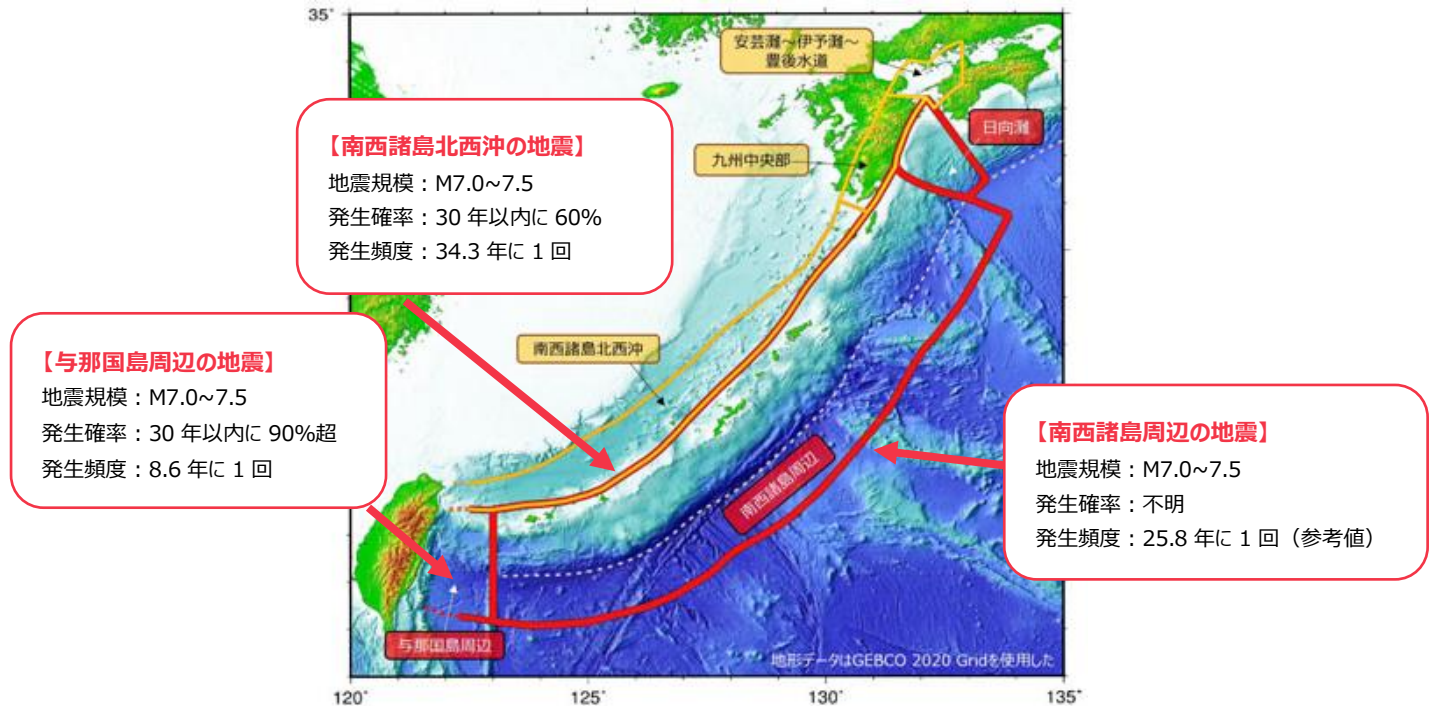 35°
安芸灘～伊予灘～
豊後水道
日向灘
九州中央部
【南西諸島北西沖の地震】
地震規模：M7.0~7.5
発生確率：30 年以内に 60%
発生頻度：34.3 年に 1 回
南西諸島北西沖
【与那国島周辺の地震】
地震規模：M7.0~7.5
発生確率：30 年以内に 90%超
発生頻度：8.6 年に 1 回
【南西諸島周辺の地震】
地震規模：M7.0~7.5
発生確率：不明
発生頻度：25.8 年に 1 回（参考値）
南西諸島周辺
与那国島周辺
地形データはGEBCO 2020 Gridを使用した
120°
125°
130°
135°